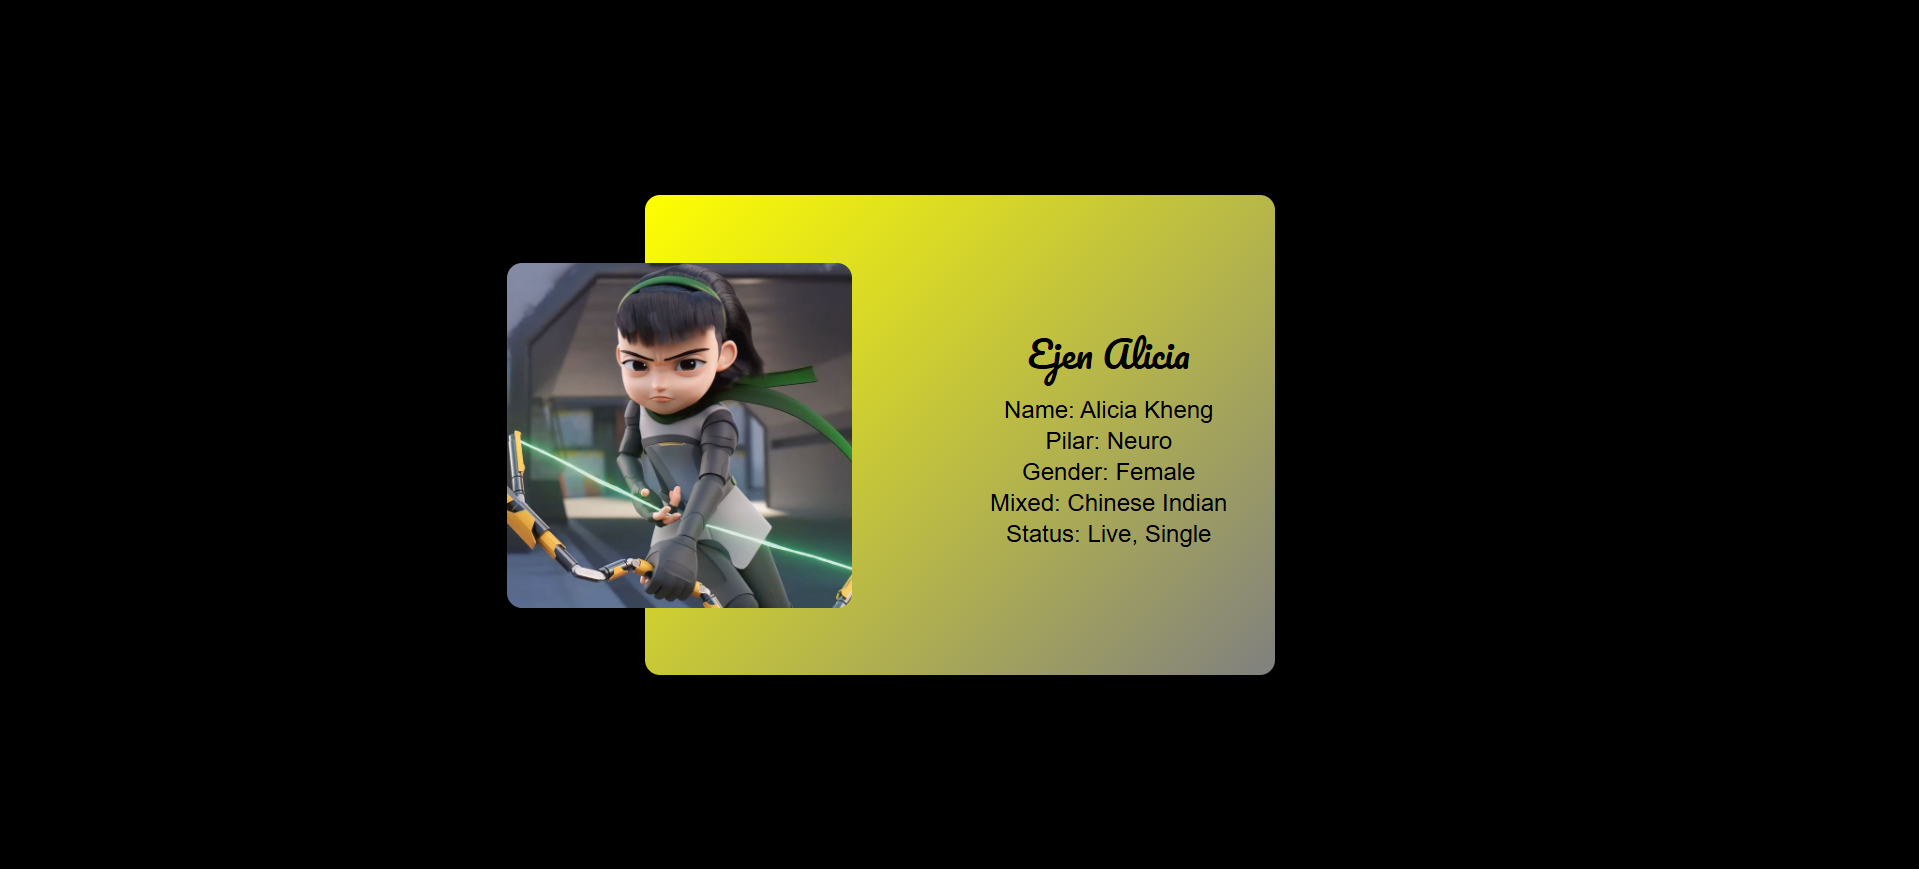 Ejen Alicia
Name: Alicia Kheng
Pilar: Neuro
Gender: Female
Mixed: Chinese Indian
Status: Live, Single